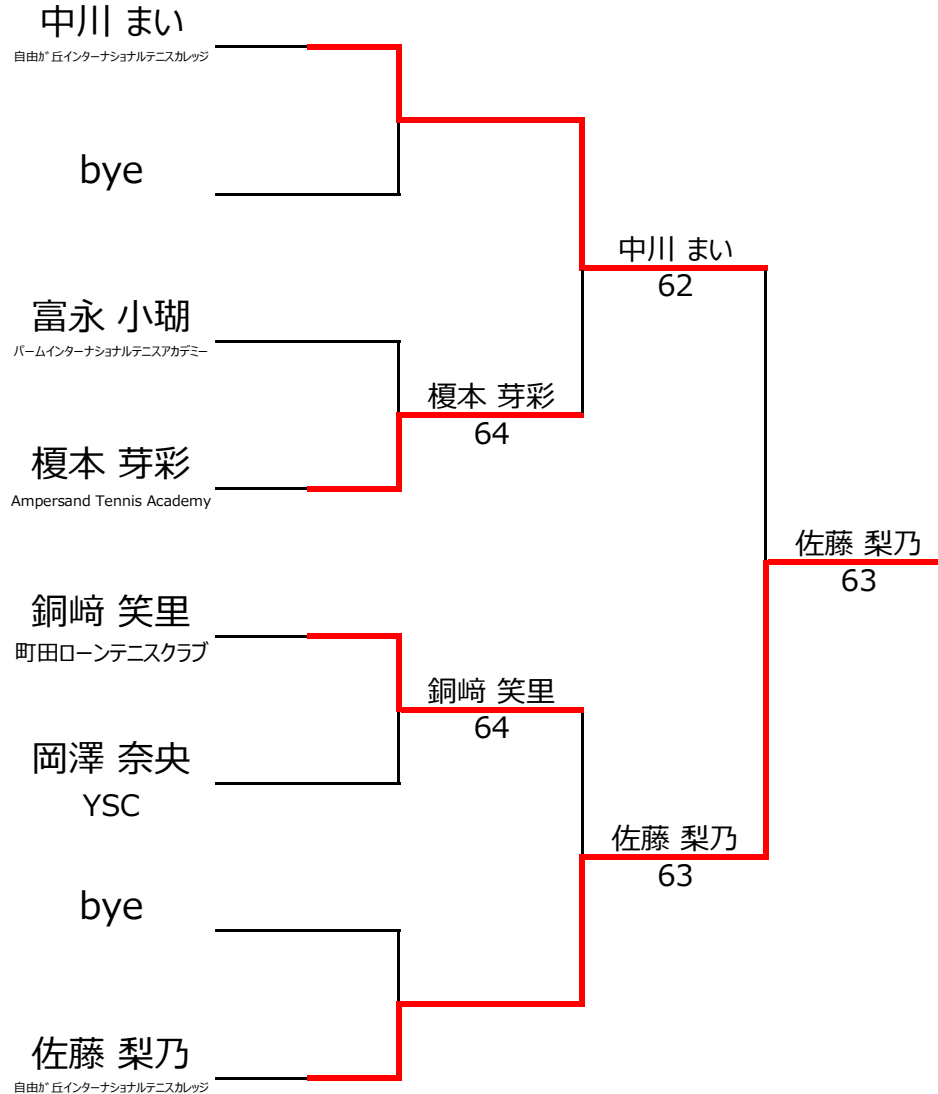 中川 まい
自由が丘インターナショナルテニスカレッジ
bye
中川 まい
62
富永 小瑚
パームインターナショナルテニスアカデミー
榎本 芽彩
64
榎本 芽彩
Ampersand Tennis Academy
佐藤 梨乃
63
銅﨑 笑里
町田ローンテニスクラブ
銅﨑 笑里
64
岡澤 奈央
YSC
佐藤 梨乃
63
bye
佐藤 梨乃
自由が丘インターナショナルテニスカレッジ